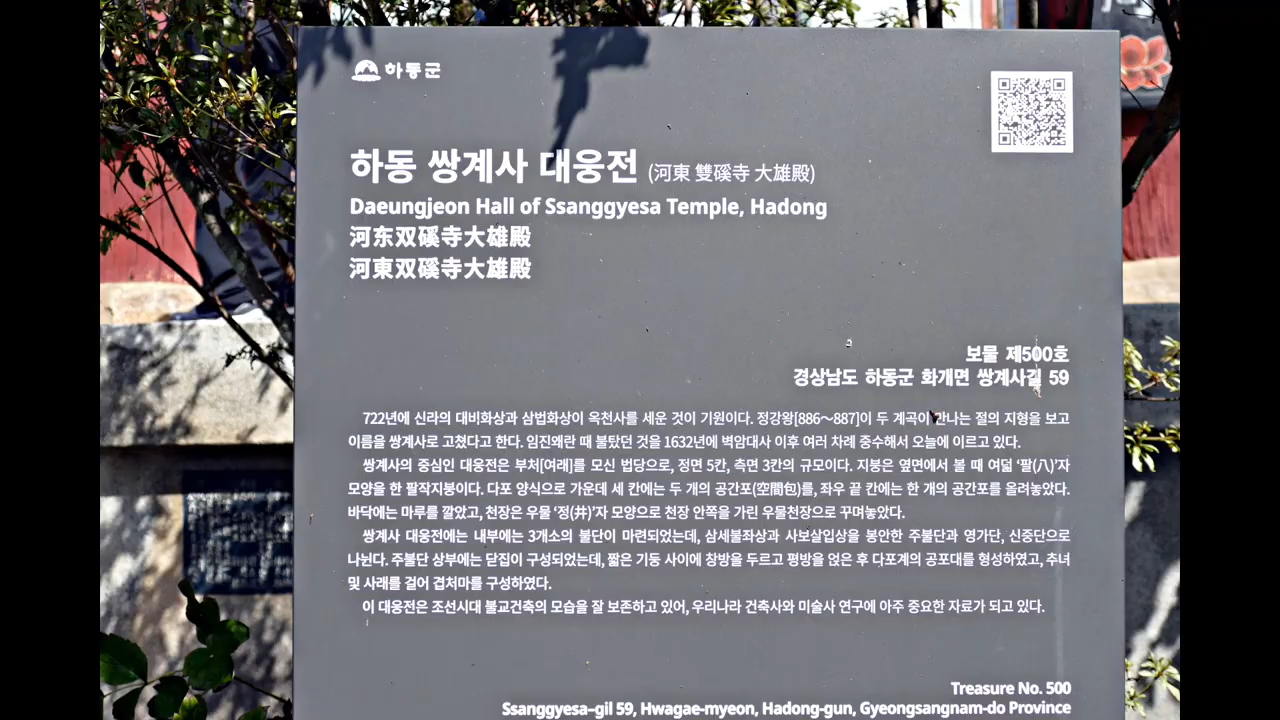 하동군
하동 쌍계사 대웅전 (河東 雙磎寺 大雄殿)
Daeungjeon Hall of Ssanggyesa Temple, Hadong
河东双磎寺大雄殿
河東双磎寺大雄殿
보물 제500호
경상남도 하동군 화개면 쌍계사길 59
722년에 신라의 대비화상과 삼법화상이 옥천사를 세운 것이 기원이다. 정강왕[886~887]이 두 계곡이 만나는 절의 지형을 보고
이름을 쌍계사로 고쳤다고 한다. 임진왜란 때 불탔던 것을 1632년에 벽암대사 이후 여러 차례 중수해서 오늘에 이르고 있다.
쌍계사의 중심인 대웅전은 부처[여래]를 모신 법당으로, 정면 5칸, 측면 3칸의 규모이다. 지붕은 옆면에서 볼 때 여덟 ‘팔(八)’자
모양을 한 팔작지붕이다. 다포 양식으로 가운데 세 칸에는 두 개의 공간포(空間包)를, 좌우 끝 칸에는 한 개의 공간포를 올려놓았다.
바닥에는 마루를 깔았고, 천장은 우물 ‘정(井)’자 모양으로 천장 안쪽을 가린 우물천장으로 꾸며놓았다.
쌍계사 대웅전에는 내부에는 3개소의 불단이 마련되었는데, 삼세불좌상과 사보살입상을 봉안한 주불단과 영가단, 신중단으로
나뉜다. 주불단 상부에는 닫집이 구성되었는데, 짧은 기둥 사이에 창방을 두르고 평방을 얹은 후 다포계의 공포대를 형성하였고, 추녀
및 사래를 걸어 겹처마를 구성하였다.
이 대웅전은 조선시대 불교건축의 모습을 잘 보존하고 있어, 우리나라 건축사와 미술사 연구에 아주 중요한 자료가 되고 있다.
Treasure No. 500
Ssanggyesa-gil 59, Hwagae-myeon, Hadong-gun, Gyeongsangnam-do Province